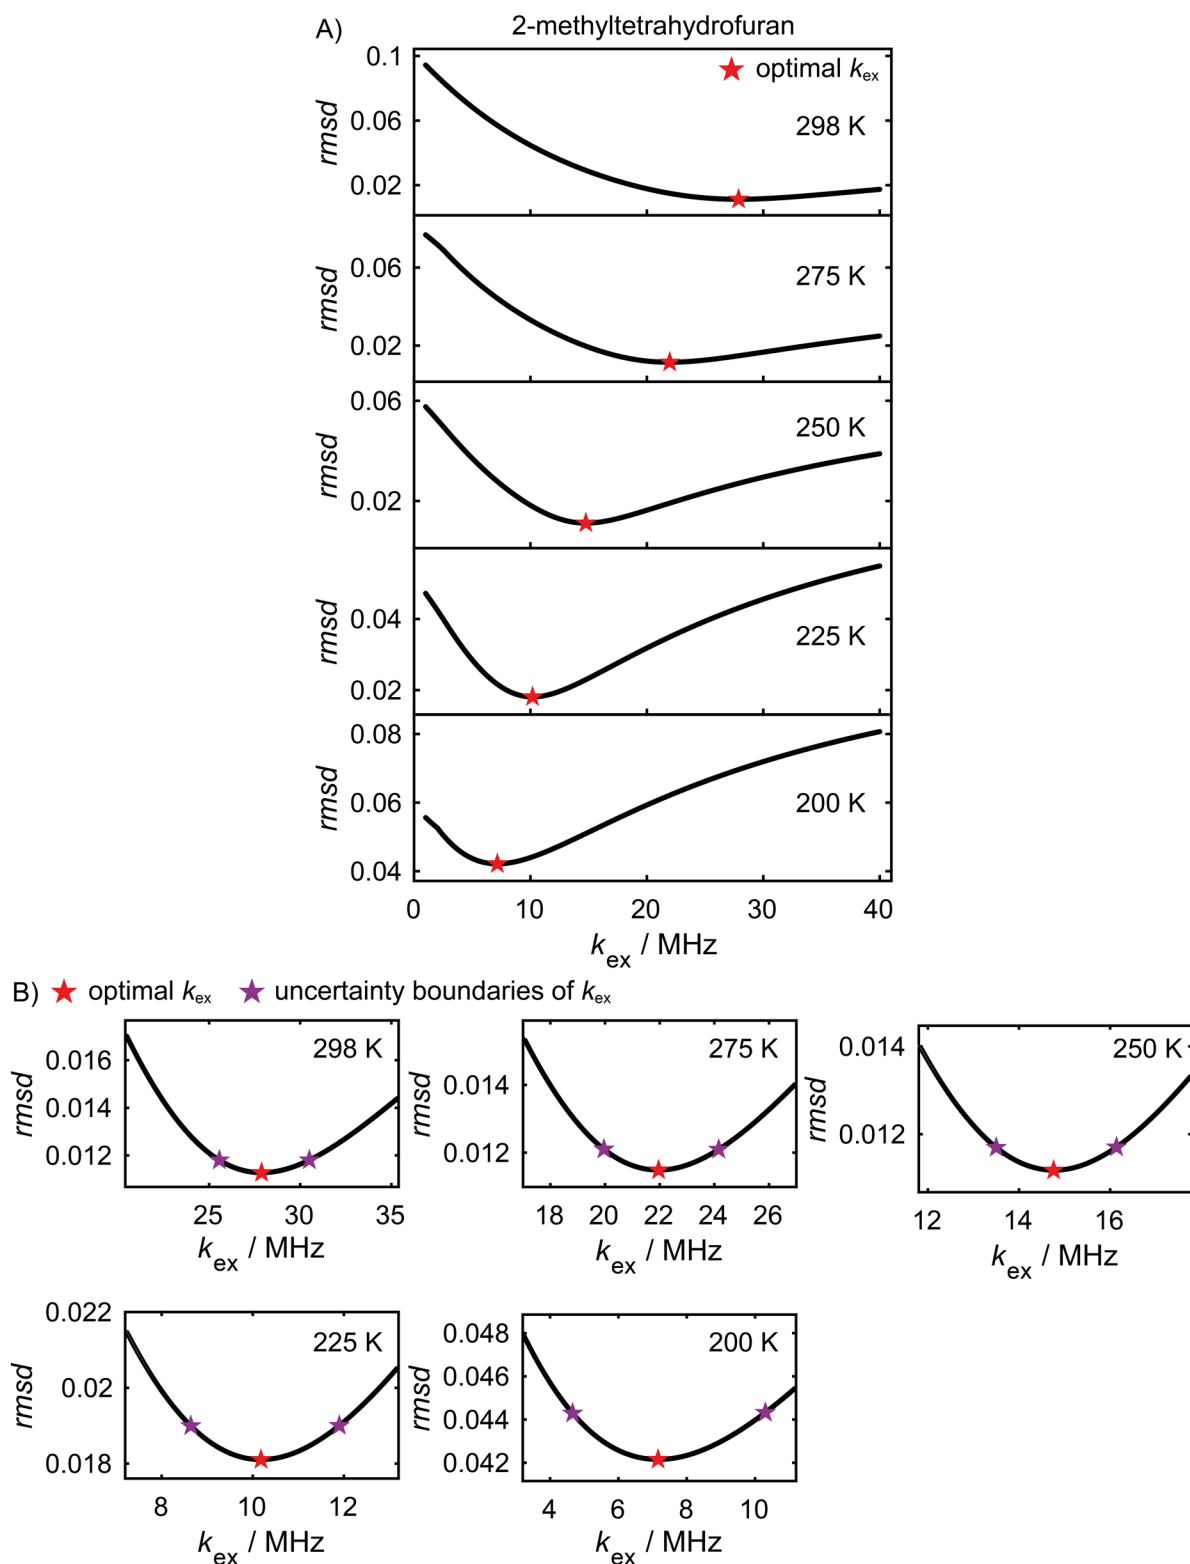 A)
2-methyltetrahydrofuran
0.1
optimal kex
298 K
0.06
rmsd
0.02
275 K
0.06
rmsd
0.02
0.06
250 K
rmsd
0.02
0.04
225 K
rmsd
0.02
0.08
200 K
0.06
rmsd
0.04
0 10 20 30 40
kex / MHz
B) optimal kex uncertainty boundaries of kex
298 K
0.016
0.014
0.012
rmsd
25 30 35
kex / MHz
275 K
0.014
0.012
rmsd
18 20 22 24 26
kex / MHz
250 K
0.014
0.012
rmsd
12 14 16
kex / MHz
225 K
0.022
0.02
0.018
rmsd
8 10 12
kex / MHz
200 K
0.048
0.046
0.044
0.042
rmsd
4 6 8 10
kex / MHz